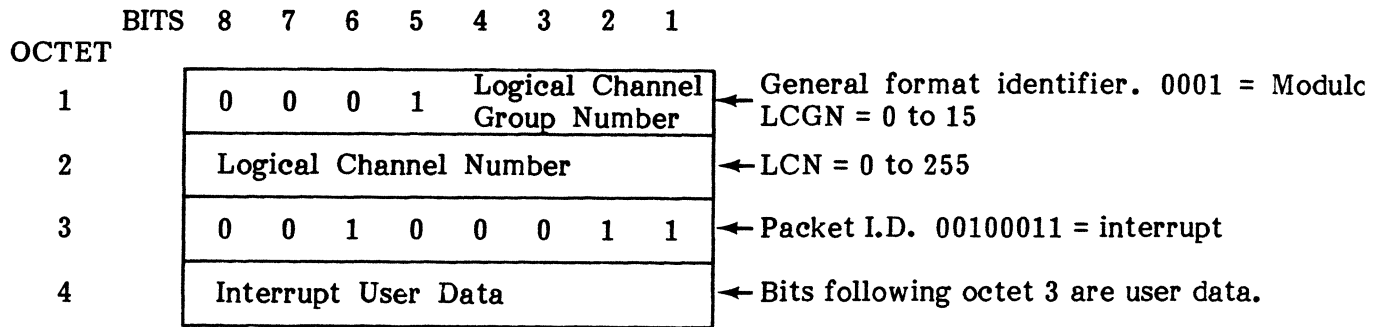 BITS 8 7 6 5 4 3 2 1
OCTET
1 0 0 0 1 Logical Channel Group Number General format identifier. 0001 = Modulo
LCGN = 0 to 15
2 Logical Channel Number LCN = 0 to 255
3 0 0 1 0 0 0 1 1 Packet I.D. 00100011 = interrupt
4 Interrupt User Data Bits following octet 3 are user data.